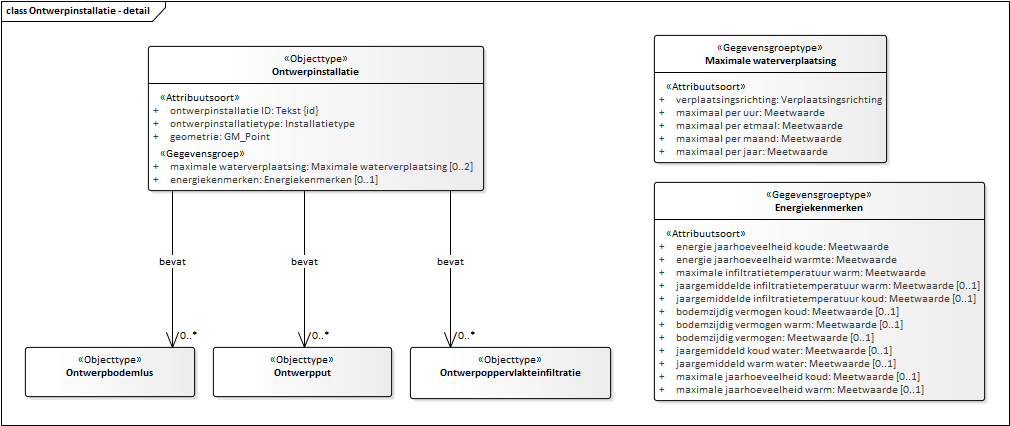 class Ontwerpinstallatie - detail
«Objecttype»
Ontwerpinstallatie
«Attribuutsoort»
+ ontwerpinstallatie ID: Tekst {id}
+ ontwerpinstallatietype: Installatietype
+ geometrie: GM_Point
«Gegevensgroep»
+ maximale waterverplaatsing: Maximale waterverplaatsing [0..2]
+ energiekenmerken: Energiekenmerken [0..1]
bevat
bevat
bevat
0..*
0..*
0..*
«Objecttype»
Ontwerpbodemlus
«Objecttype»
Ontwerpput
«Objecttype»
Ontwerpoppervlakteinfiltratie
«Gegevensgroeptype»
Maximale waterverplaatsing
«Attribuutsoort»
+ verplaatsingsrichting: Verplaatsingsrichting
+ maximaal per uur: Meetwaarde
+ maximaal per etmaal: Meetwaarde
+ maximaal per maand: Meetwaarde
+ maximaal per jaar: Meetwaarde
«Gegevensgroeptype»
Energiekenmerken
«Attribuutsoort»
+ energie jaarhoeveelheid koude: Meetwaarde
+ energie jaarhoeveelheid warmte: Meetwaarde
+ maximale infiltratietemperatuur warm: Meetwaarde
+ jaargemiddelde infiltratietemperatuur warm: Meetwaarde [0..1]
+ jaargemiddelde infiltratietemperatuur koud: Meetwaarde [0..1]
+ bodemzijdig vermogen koud: Meetwaarde [0..1]
+ bodemzijdig vermogen warm: Meetwaarde [0..1]
+ bodemzijdig vermogen: Meetwaarde [0..1]
+ jaargemiddeld koud water: Meetwaarde [0..1]
+ jaargemiddeld warm water: Meetwaarde [0..1]
+ maximale jaarhoeveelheid koud: Meetwaarde [0..1]
+ maximale jaarhoeveelheid warm: Meetwaarde [0..1]